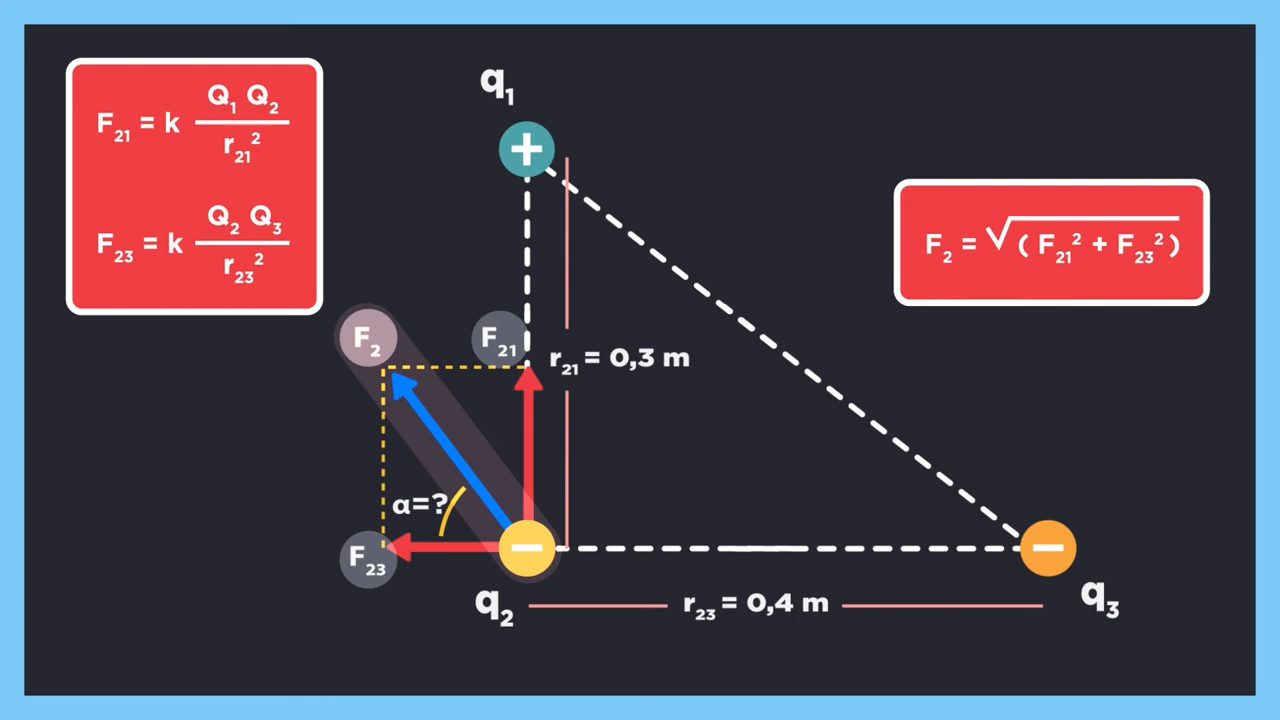 F₂₁ = k Q₁ Q₂ / r₂₁²
F₂₃ = k Q₂ Q₃ / r₂₃²
q₁
+
F₂ = √( F₂₁² + F₂₃² )
F₂
F₂₁
r₂₁ = 0,3 m
α=?
F₂₃
−
−
q₂
r₂₃ = 0,4 m
q₃